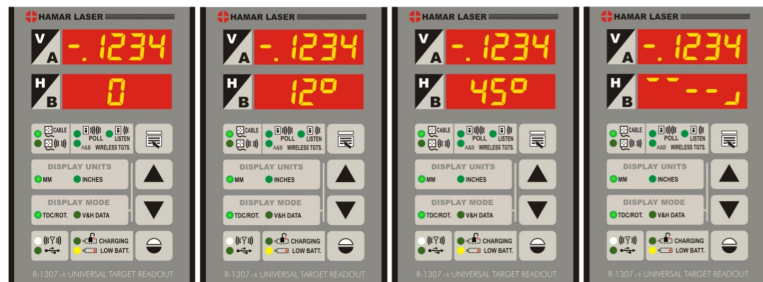 HAMAR LASER
V A -.1234
H B 0
CABLE
POLL LISTEN
A&B WIRELESS TGTS.
DISPLAY UNITS
MM INCHES
DISPLAY MODE
TDC/ROT. V&H DATA
CHARGING
LOW BATT.
R-1307-x UNIVERSAL TARGET READOUT
HAMAR LASER
V A -.1234
H B 12°
CABLE
POLL LISTEN
A&B WIRELESS TGTS.
DISPLAY UNITS
MM INCHES
DISPLAY MODE
TDC/ROT. V&H DATA
CHARGING
LOW BATT.
R-1307-x UNIVERSAL TARGET READOUT
HAMAR LASER
V A -.1234
H B 45°
CABLE
POLL LISTEN
A&B WIRELESS TGTS.
DISPLAY UNITS
MM INCHES
DISPLAY MODE
TDC/ROT. V&H DATA
CHARGING
LOW BATT.
R-1307-x UNIVERSAL TARGET READOUT
HAMAR LASER
V A -.1234
H B
CABLE
POLL LISTEN
A&B WIRELESS TGTS.
DISPLAY UNITS
MM INCHES
DISPLAY MODE
TDC/ROT. V&H DATA
CHARGING
LOW BATT.
R-1307-x UNIVERSAL TARGET READOUT